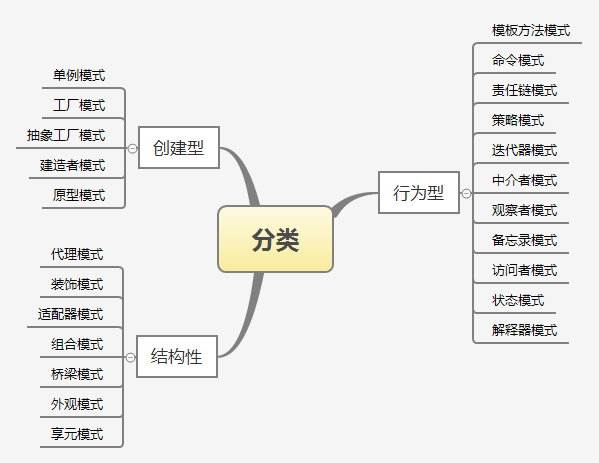 分类
创建型
单例模式
工厂模式
抽象工厂模式
建造者模式
原型模式
结构性
代理模式
装饰模式
适配器模式
组合模式
桥梁模式
外观模式
享元模式
行为型
模板方法模式
命令模式
责任链模式
策略模式
迭代器模式
中介者模式
观察者模式
备忘录模式
访问者模式
状态模式
解释器模式